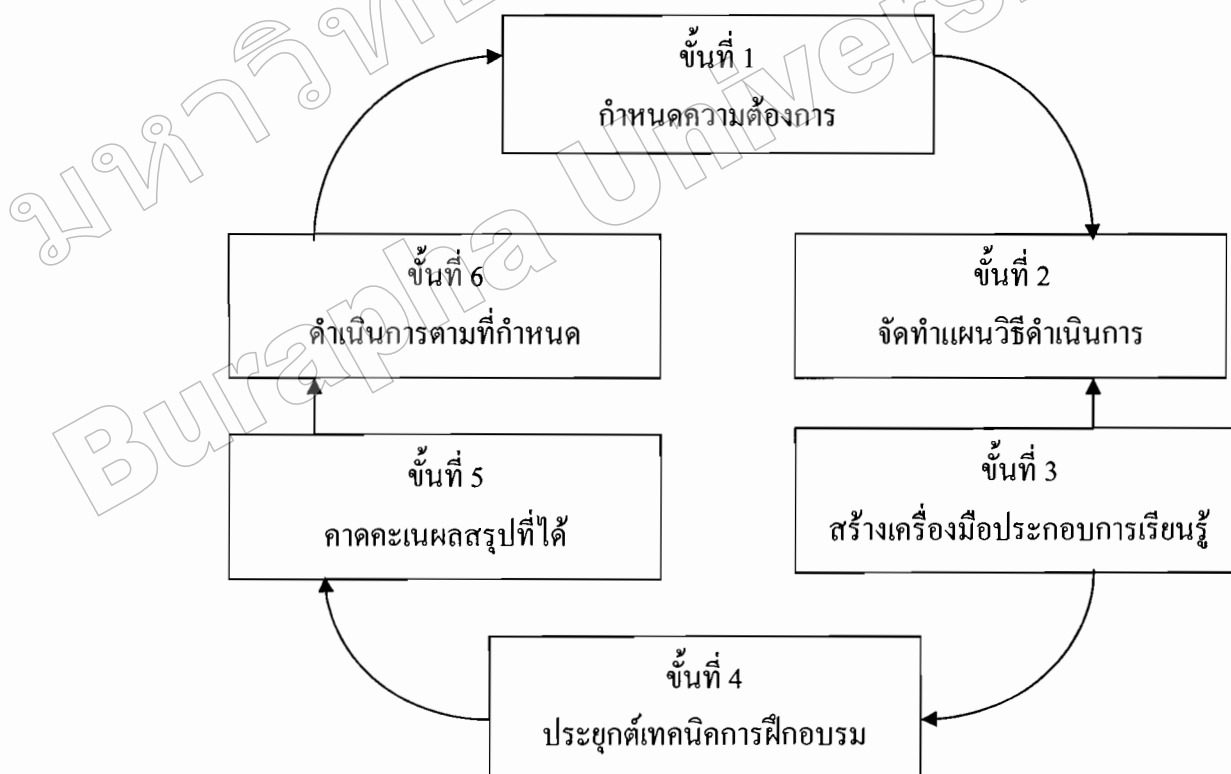 ขั้นที่ 1
กำหนดความต้องการ
ขั้นที่ 2
จัดทำแผนวิธีดำเนินการ
ขั้นที่ 3
สร้างเครื่องมือประกอบการเรียนรู้
ขั้นที่ 4
ประยุกต์เทคนิคการฝึกอบรม
ขั้นที่ 5
คาดคะเนผลสรุปที่ได้
ขั้นที่ 6
ดำเนินการตามที่กำหนด
Burapha